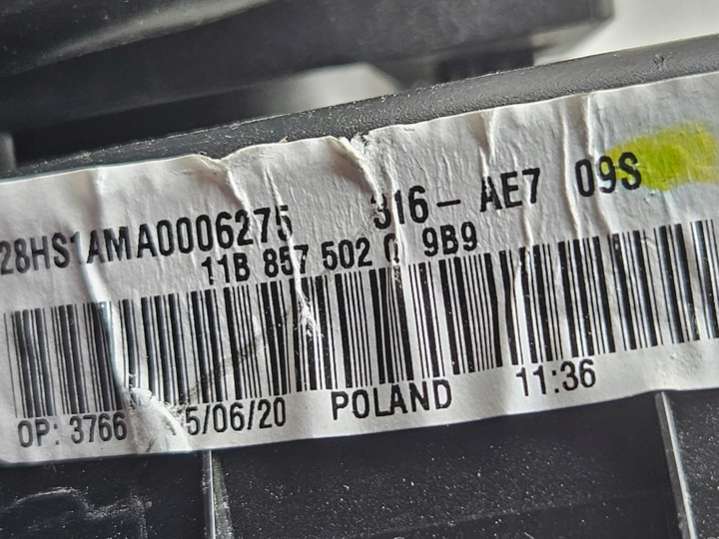 28HS1AMA0006275 316- AE7 09S
11B 857 502 9B9
OP: 3766 5/06/20 POLAND 11:36